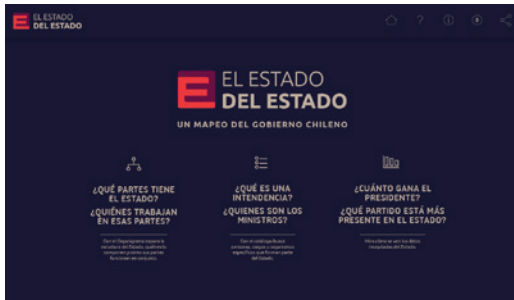 EL ESTADO
DEL ESTADO
?
EL ESTADO
DEL ESTADO
UN MAPEO DEL GOBIERNO CHILENO
¿QUÉ PARTES TIENE
EL ESTADO?
¿QUIÉNES TRABAJAN
EN ESAS PARTES?
¿QUÉ ES UNA
INTENDENCIA?
¿QUIENES SON LOS
MINISTROS?
¿CUÁNTO GANA EL
PRESIDENTE?
¿QUÉ PARTIDO ESTÁ MÁS
PRESENTE EN EL ESTADO?